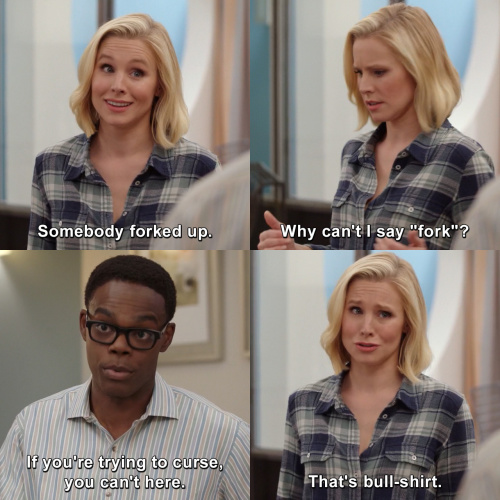 Somebody forked up.
Why can't I say "fork"?
If you're trying to curse,
you can't here.
That's bull-shirt.